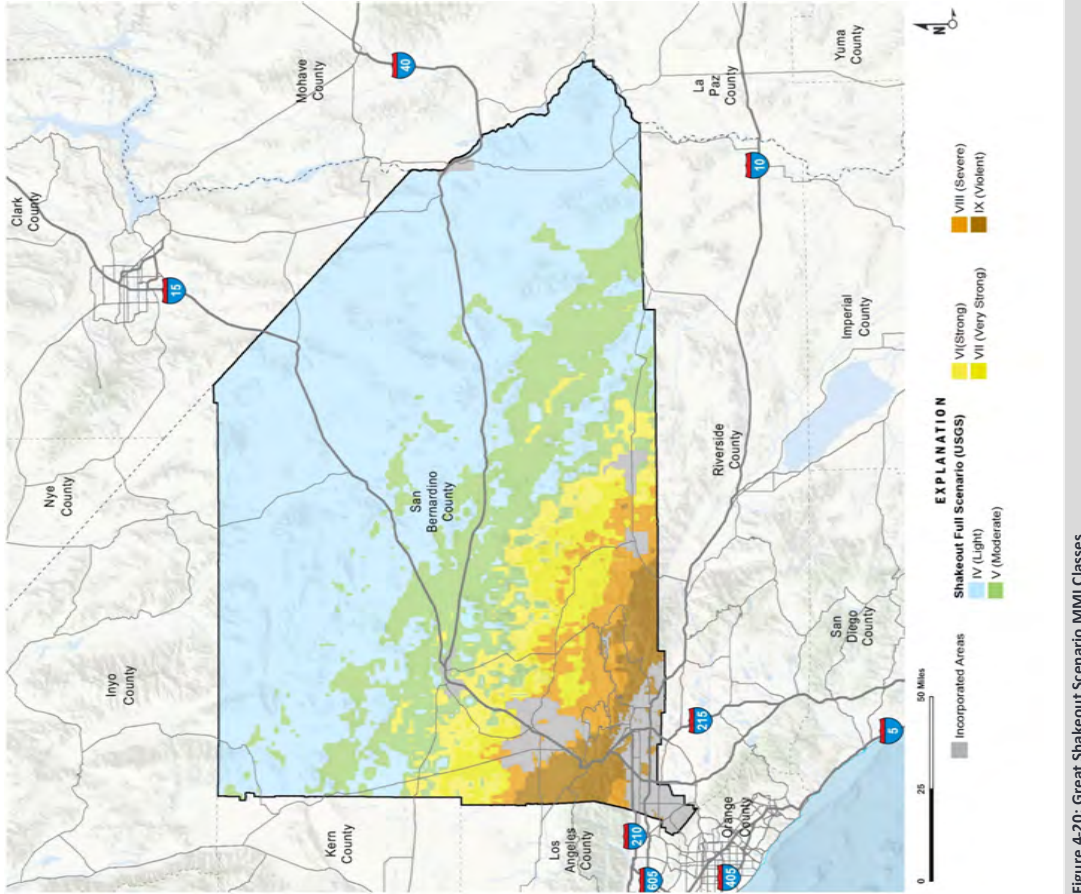 Clark
County
Nye
County
Inyo
County
Kern
County
Los
Angeles
County
Orange
County
San
Diego
County
Riverside
County
Imperial
County
San
Bernardino
County
Mohave
County
La
Paz
County
Yuma
County
15
40
10
215
210
605
405
5
N
0 25 50 Miles
EXPLANATION
Incorporated Areas
Shakeout Full Scenario (USGS)
IV (Light)
V (Moderate)
VI(Strong)
VII (Very Strong)
VIII (Severe)
IX (Violent)
Figure 4-20: Great Shakeout Scenario MMI Classes